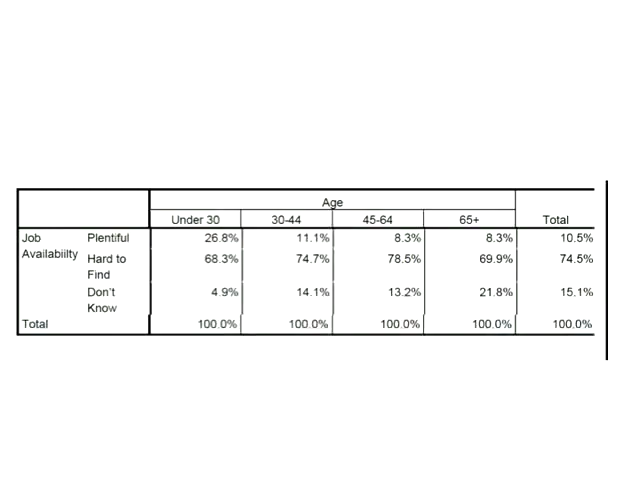 Age
Under 30 30-44 45-64 65+ Total
Job Plentiful 26.8% 11.1% 8.3% 8.3% 10.5%
Availabiilty Hard to 68.3% 74.7% 78.5% 69.9% 74.5%
Find
Don't 4.9% 14.1% 13.2% 21.8% 15.1%
Know
Total 100.0% 100.0% 100.0% 100.0% 100.0%